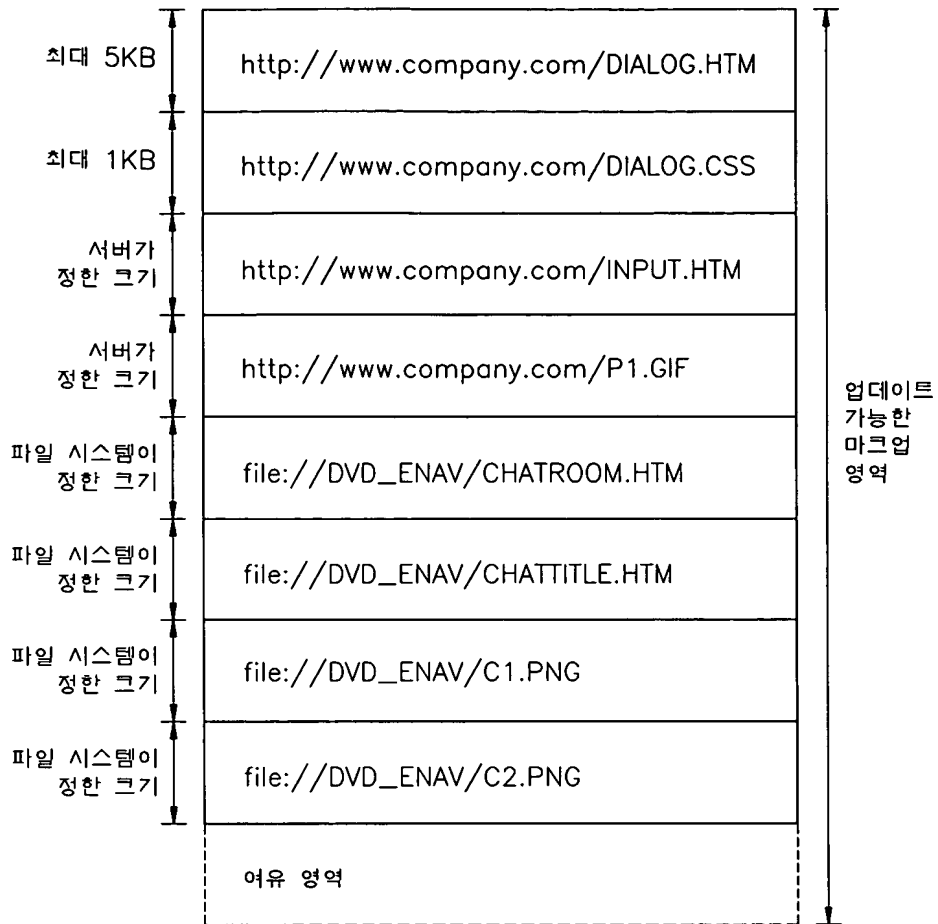 최대 5KB
http://www.company.com/DIALOG.HTM
최대 1KB
http://www.company.com/DIALOG.CSS
서버가
정한 크기
http://www.company.com/INPUT.HTM
서버가
정한 크기
http://www.company.com/P1.GIF
파일 시스템이
정한 크기
file://DVD_ENAV/CHATROOM.HTM
파일 시스템이
정한 크기
file://DVD_ENAV/CHATTITLE.HTM
파일 시스템이
정한 크기
file://DVD_ENAV/C1.PNG
파일 시스템이
정한 크기
file://DVD_ENAV/C2.PNG
여유 영역
업데이트
가능한
마크업
영역